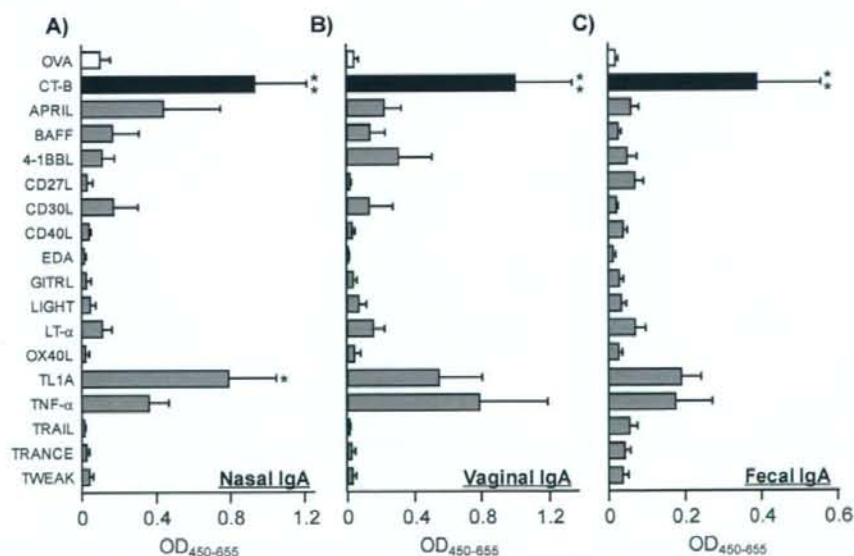 A)
B)
C)
OVA
CT-B
APRIL
BAFF
4-1BBL
CD27L
CD30L
CD40L
EDA
GITRL
LIGHT
LT-α
OX40L
TL1A
TNF-α
TRAIL
TRANCE
TWEAK
* *
*
* *
* *
Nasal IgA
Vaginal IgA
Fecal IgA
0 0.4 0.8 1.2
0 0.4 0.8 1.2
0 0.2 0.4 0.6
OD450-655
OD450-655
OD450-655